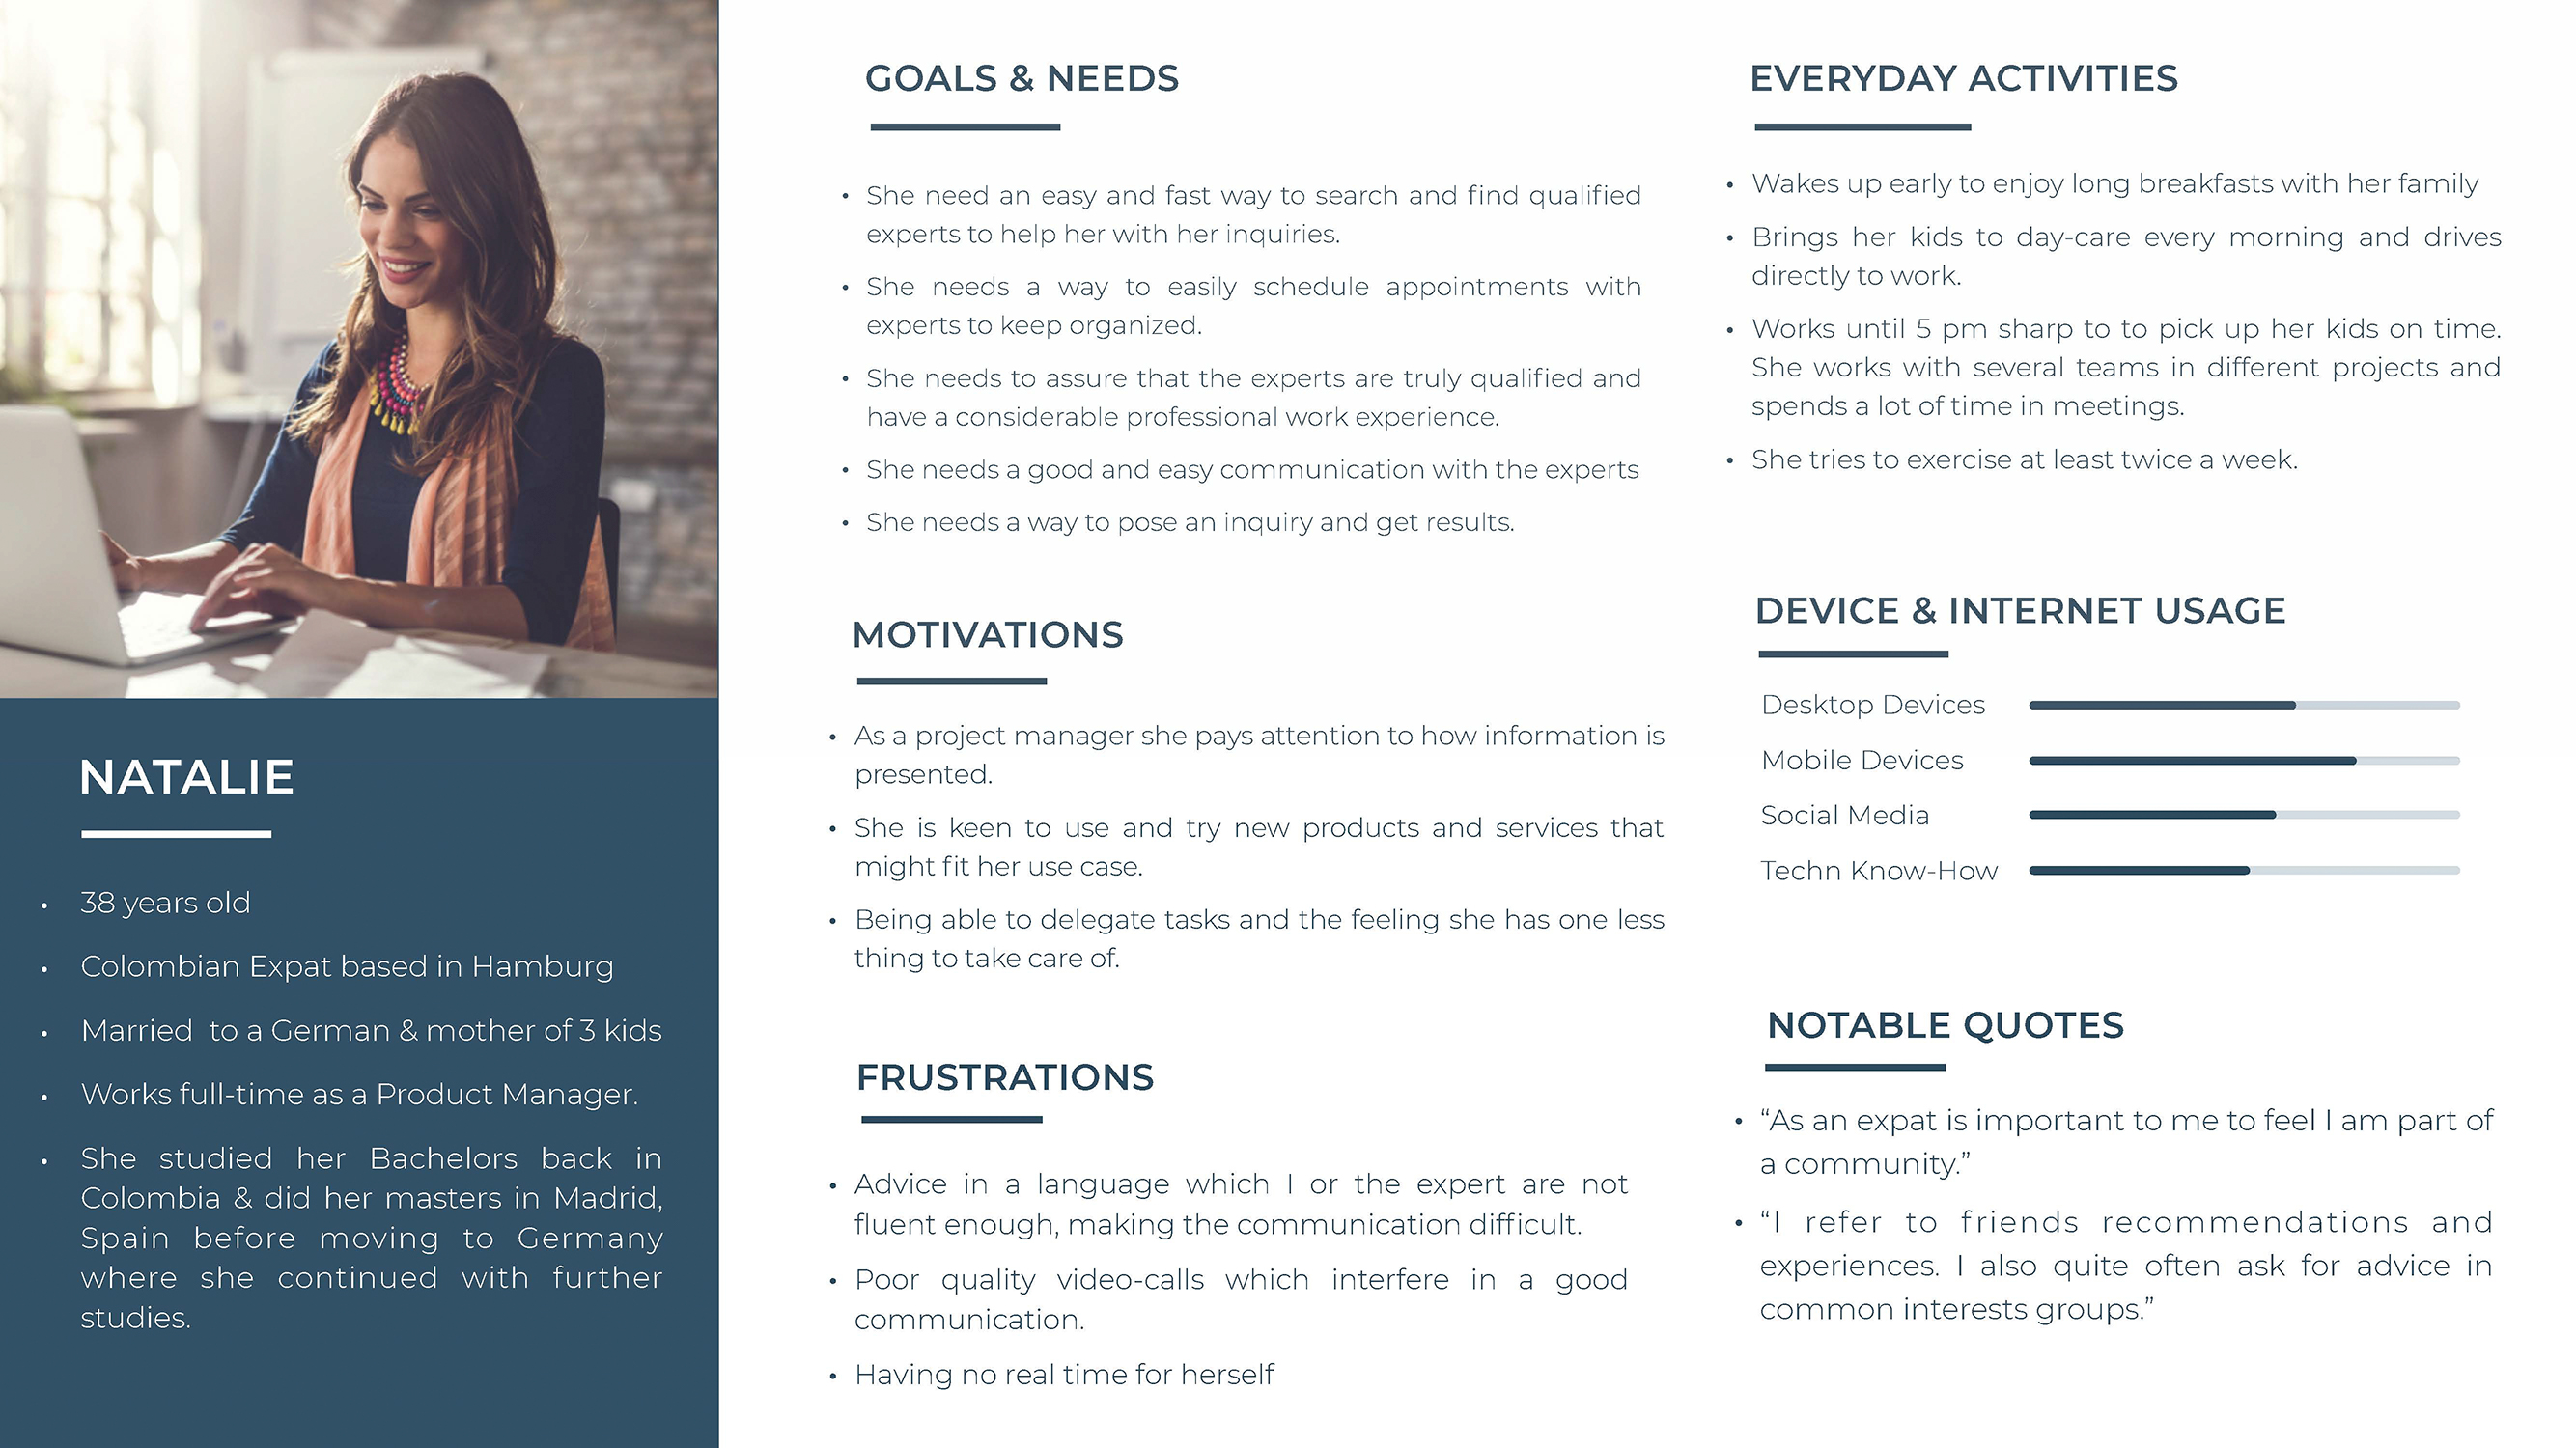 NATALIE
38 years old
Colombian Expat based in Hamburg
Married to a German & mother of 3 kids
Works full-time as a Product Manager.
She studied her Bachelors back in
Colombia & did her masters in Madrid,
Spain before moving to Germany
where she continued with further
studies.
GOALS & NEEDS
She need an easy and fast way to search and find qualified
experts to help her with her inquiries.
She needs a way to easily schedule appointments with
experts to keep organized.
She needs to assure that the experts are truly qualified and
have a considerable professional work experience.
She needs a good and easy communication with the experts
She needs a way to pose an inquiry and get results.
MOTIVATIONS
As a project manager she pays attention to how information is
presented.
She is keen to use and try new products and services that
might fit her use case.
Being able to delegate tasks and the feeling she has one less
thing to take care of.
FRUSTRATIONS
Advice in a language which I or the expert are not
fluent enough, making the communication difficult.
Poor quality video-calls which interfere in a good
communication.
Having no real time for herself
EVERYDAY ACTIVITIES
Wakes up early to enjoy long breakfasts with her family
Brings her kids to day-care every morning and drives
directly to work.
Works until 5 pm sharp to to pick up her kids on time.
She works with several teams in different projects and
spends a lot of time in meetings.
She tries to exercise at least twice a week.
DEVICE & INTERNET USAGE
Desktop Devices
Mobile Devices
Social Media
Techn Know-How
NOTABLE QUOTES
“As an expat is important to me to feel I am part of
a community.”
“I refer to friends recommendations and
experiences. I also quite often ask for advice in
common interests groups.”